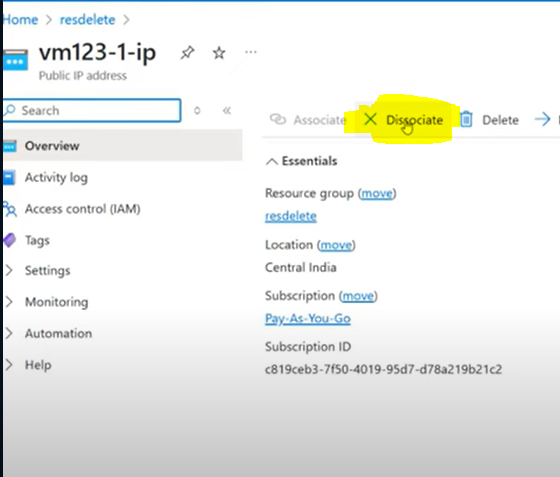 Home > resdelete >
vm123-1-ip
Public IP address
Search
Overview
Activity log
Access control (IAM)
Tags
Settings
Monitoring
Automation
Help
Associate Dissociate Delete
Essentials
Resource group (move)
resdelete
Location (move)
Central India
Subscription (move)
Pay-As-You-Go
Subscription ID
c819ceb3-7f50-4019-95d7-d78a219b21c2